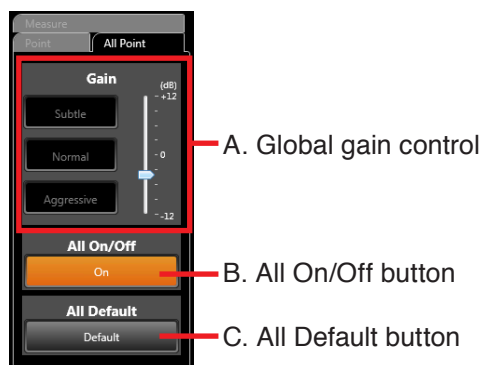 Measure
Point
All Point
Gain
(dB)
+12
Subtle
Normal
0
Aggressive
-12
All On/Off
On
All Default
Default
A. Global gain control
B. All On/Off button
C. All Default button